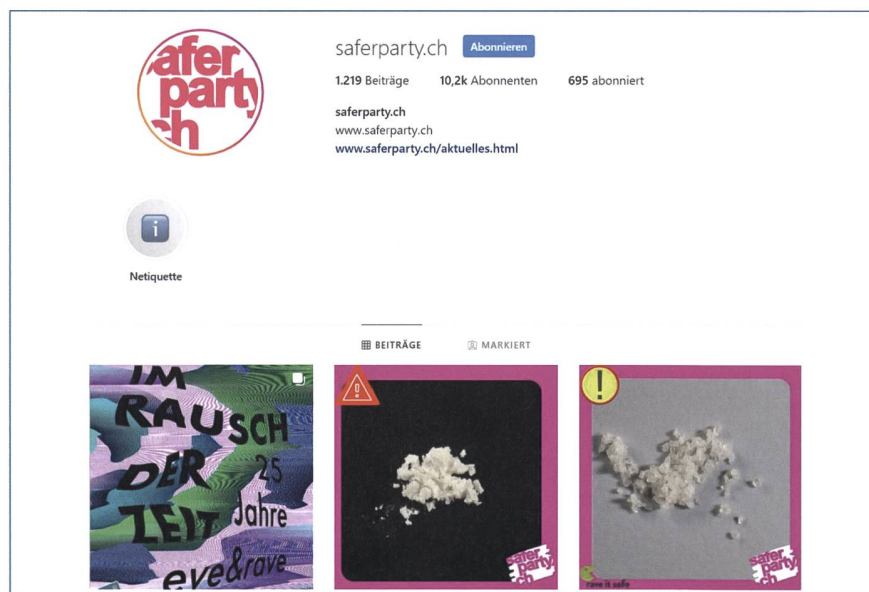 safer
party
ch
saferparty.ch Abonnieren
1.219 Beiträge 10,2k Abonnenten 695 abonniert
saferparty.ch
www.saferparty.ch
www.saferparty.ch/aktuelles.html
i
Netiquette
BEITRÄGE MARKIERT
IM
RAUSCH
DER 25
ZEIT Jahre
eve&rave
!
safer
party
ch
!
rave it safe
safer
party
ch